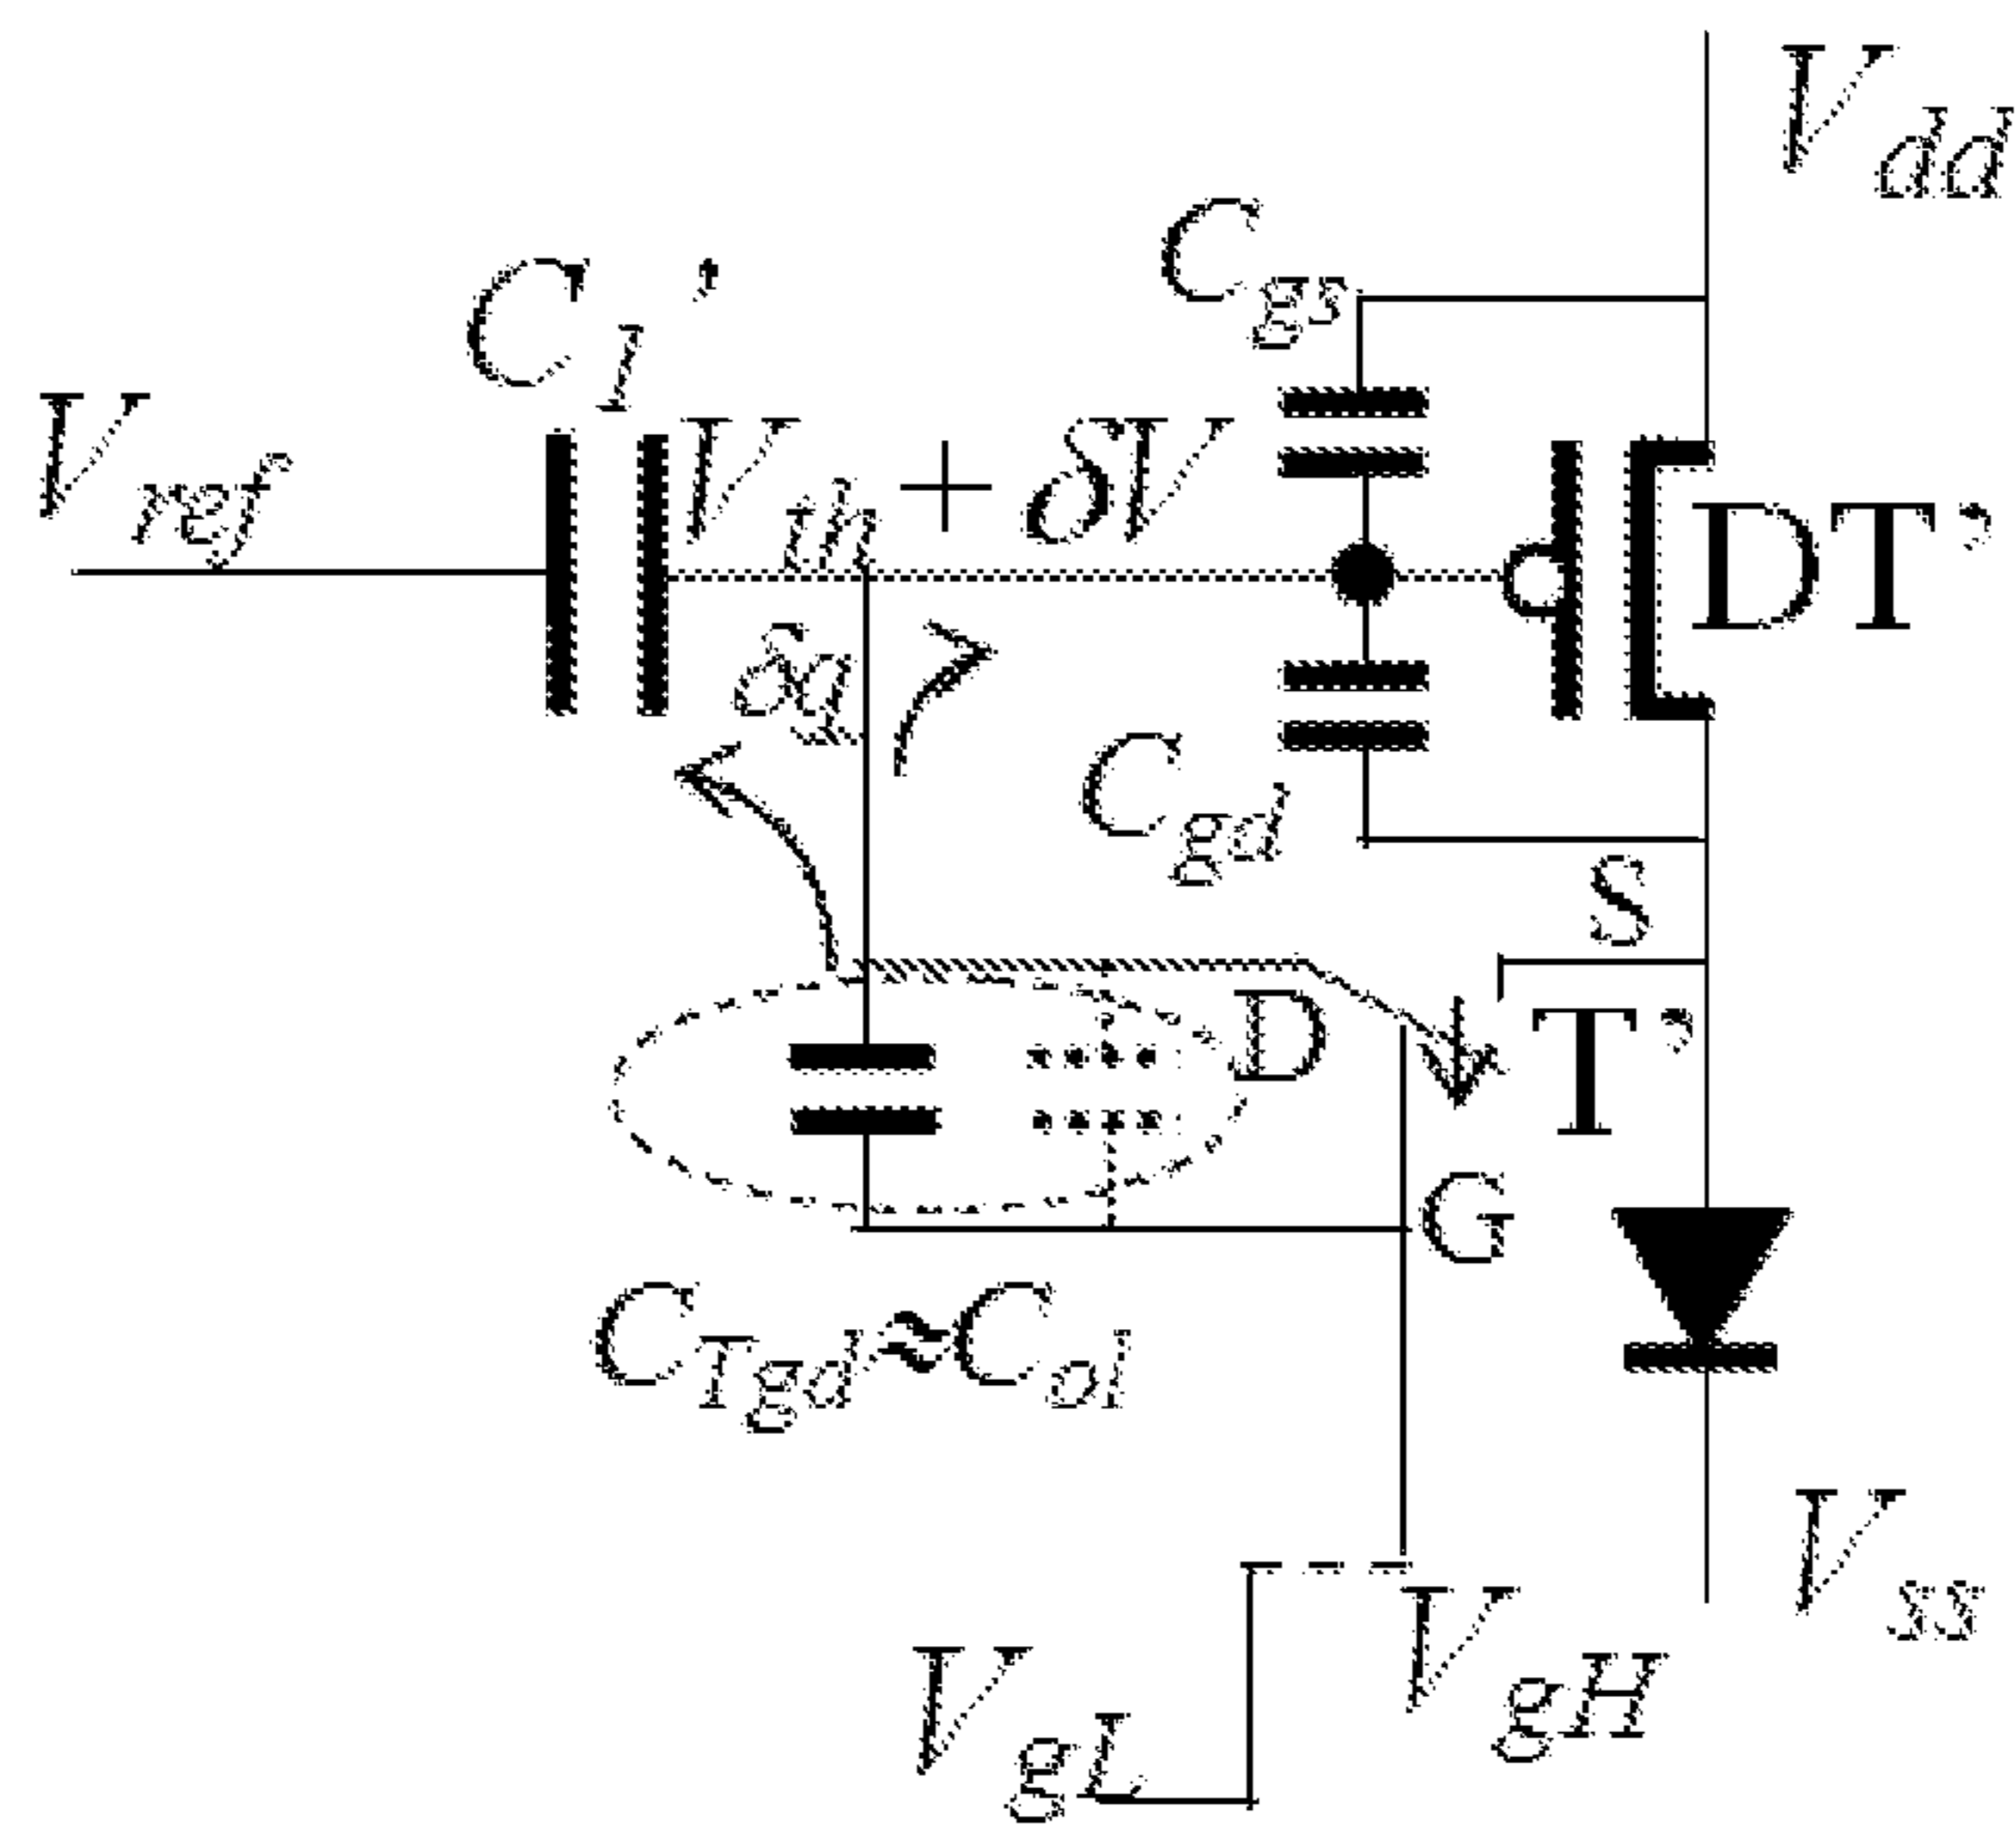 V_dd
C_gs
C_1'
V_ref
V_th + δV
DT'
δq
C_gd
S
D
T'
G
C_Tgd ≈ C_ol
V_ss
V_gH
V_gL